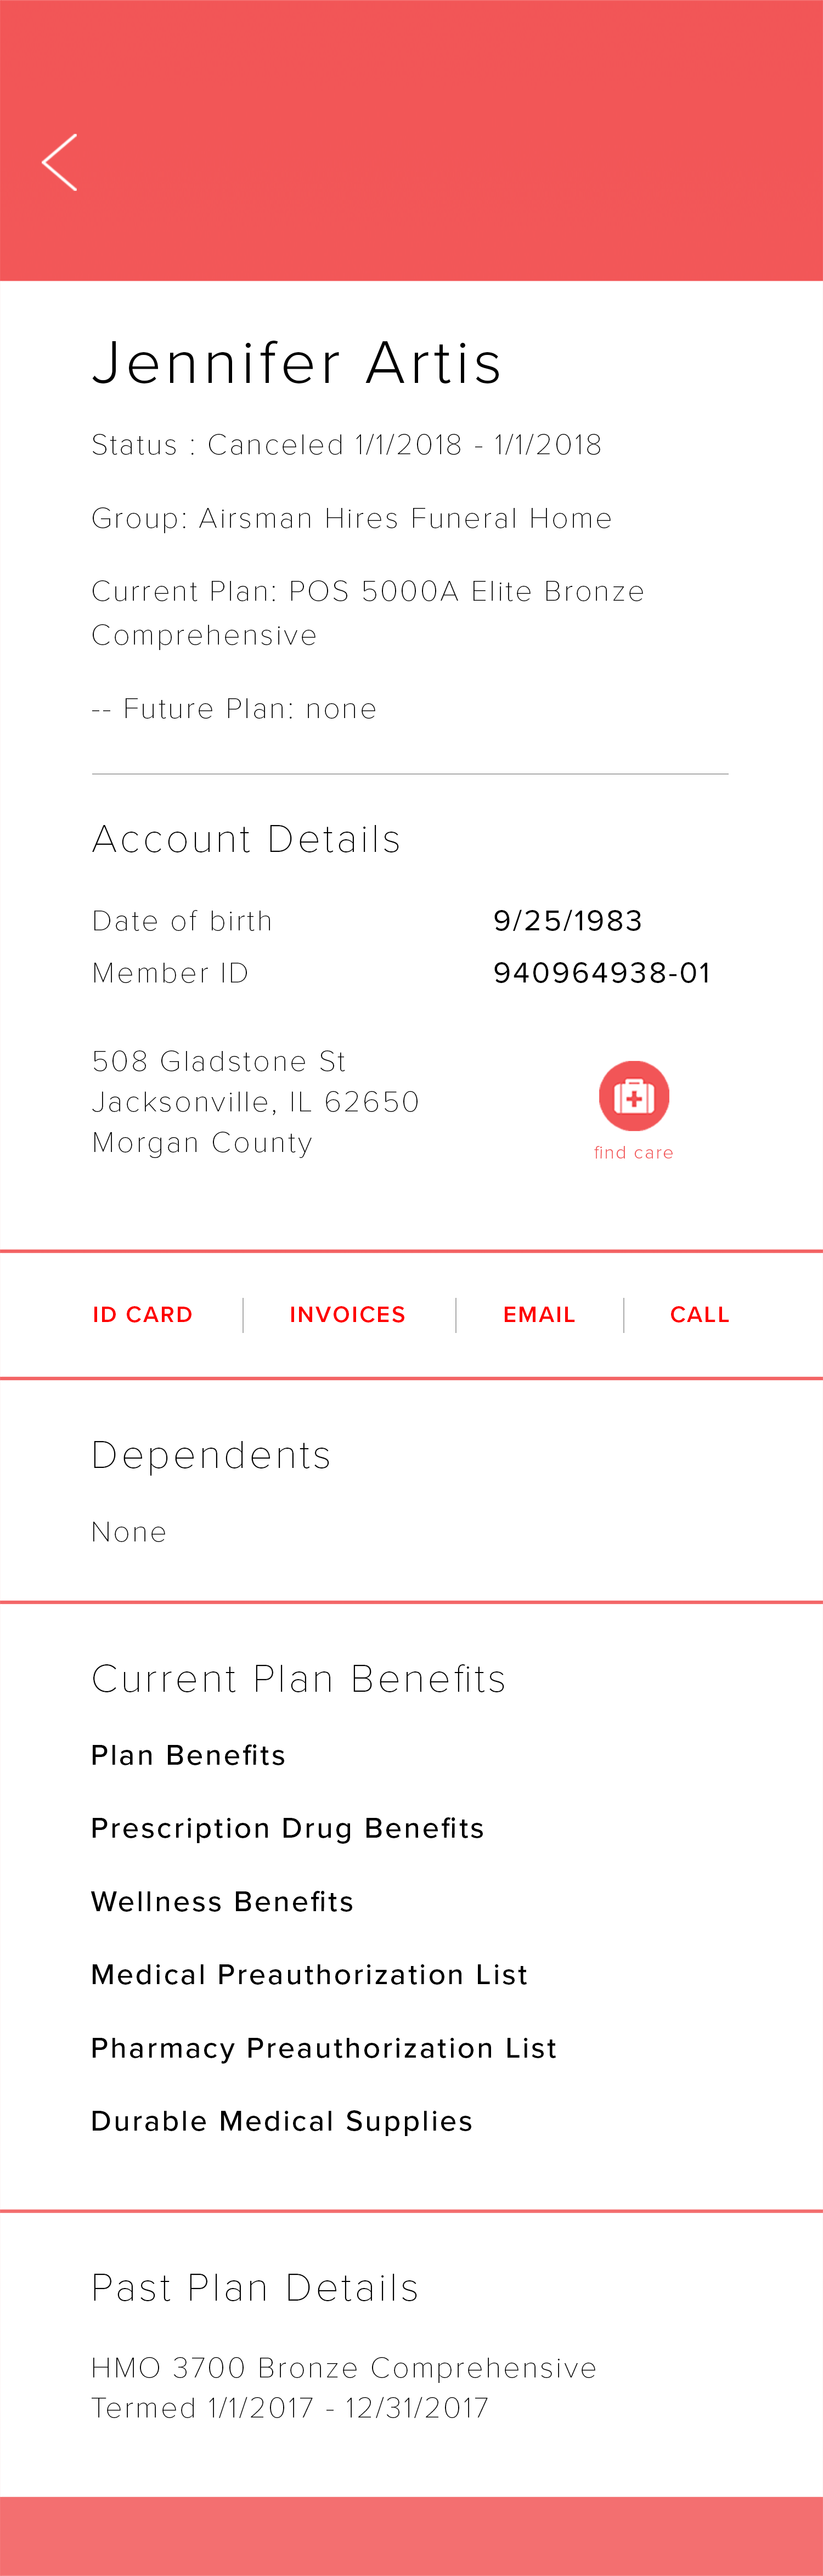 Jennifer Artis
Status : Canceled 1/1/2018 - 1/1/2018
Group: Airsman Hires Funeral Home
Current Plan: POS 5000A Elite Bronze
Comprehensive
-- Future Plan: none
Account Details
Date of birth 9/25/1983
Member ID 940964938-01
508 Gladstone St
Jacksonville, IL 62650
Morgan County
find care
ID CARD INVOICES EMAIL CALL
Dependents
None
Current Plan Benefits
Plan Benefits
Prescription Drug Benefits
Wellness Benefits
Medical Preauthorization List
Pharmacy Preauthorization List
Durable Medical Supplies
Past Plan Details
HMO 3700 Bronze Comprehensive
Termed 1/1/2017 - 12/31/2017